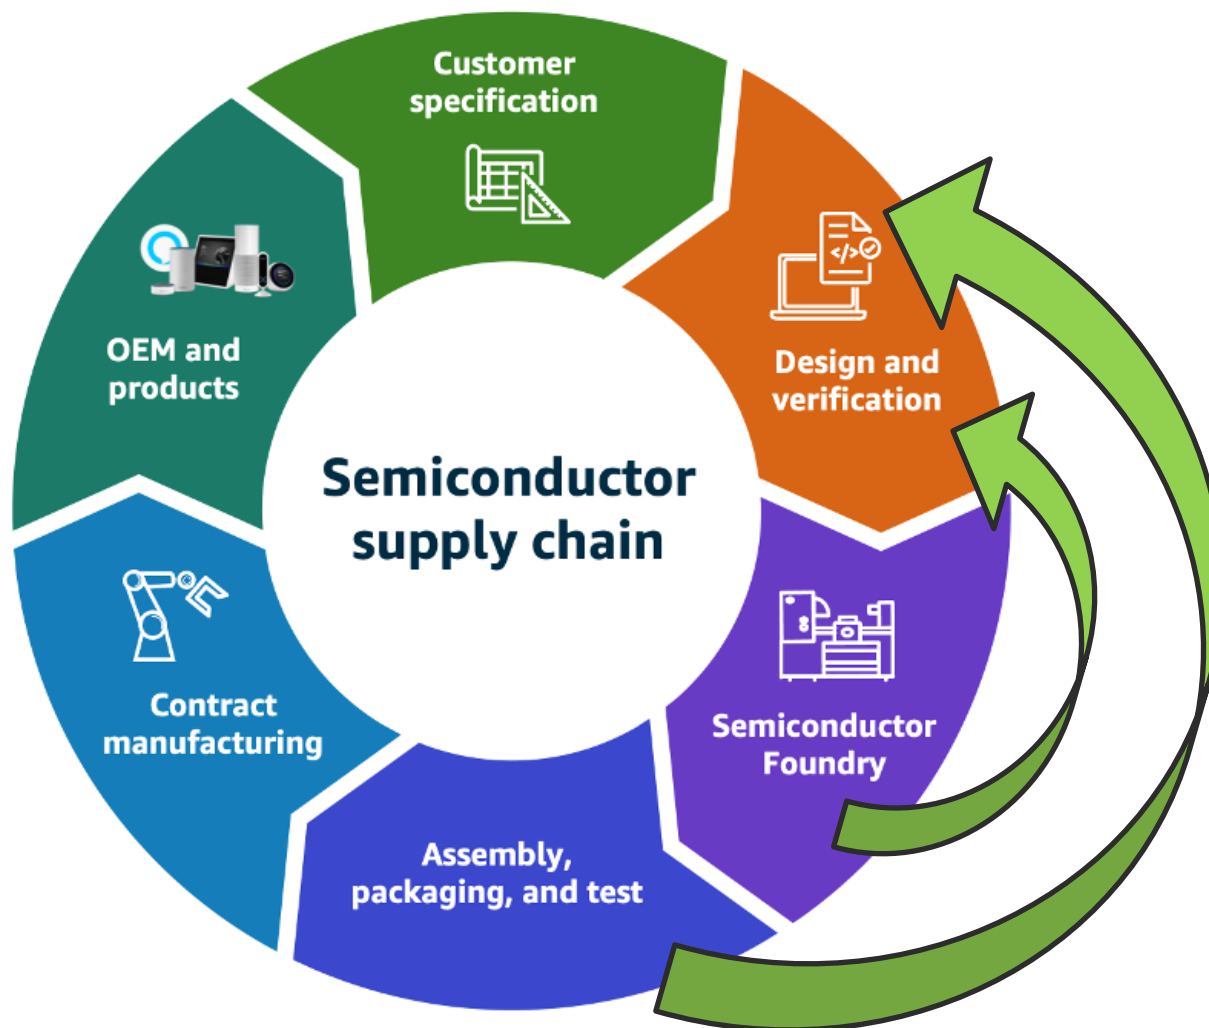 Customer
specification
Design and
verification
Semiconductor
Foundry
Assembly,
packaging, and test
Contract
manufacturing
OEM and
products
Semiconductor
supply chain
</>